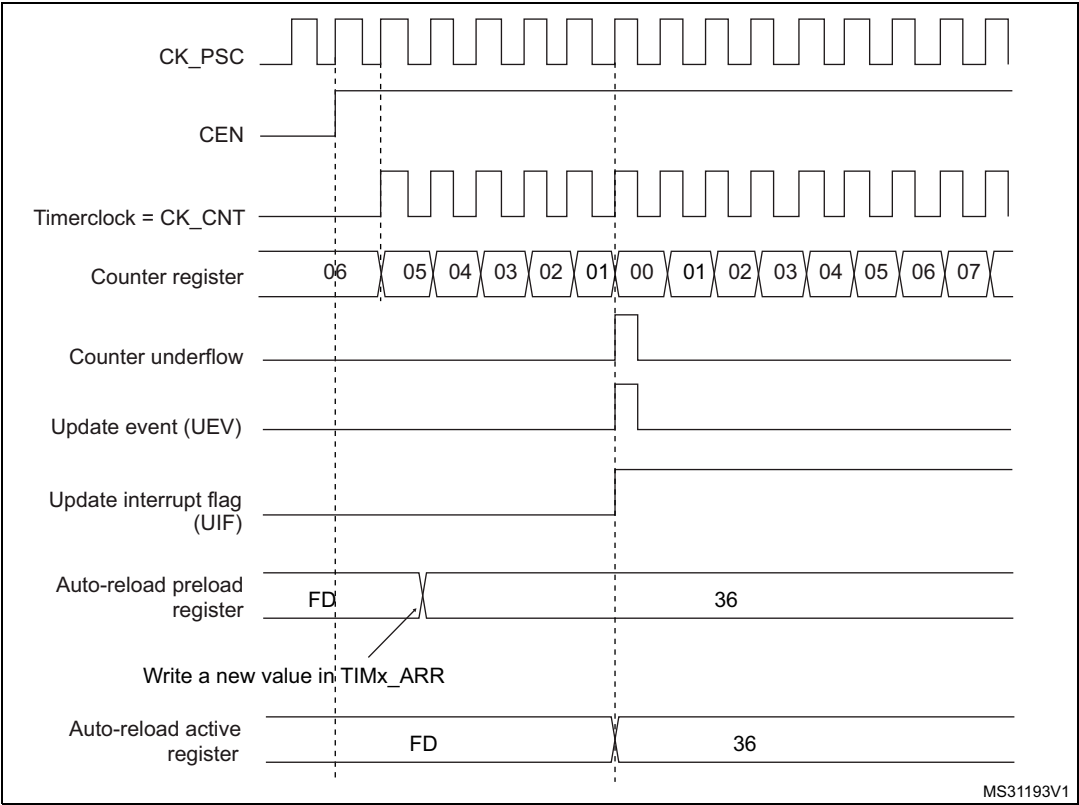 CK_PSC
CEN
Timerclock = CK_CNT
Counter register 06 05 04 03 02 01 00 01 02 03 04 05 06 07
Counter underflow
Update event (UEV)
Update interrupt flag
(UIF)
Auto-reload preload
register
FD 36
Write a new value in TIMx_ARR
Auto-reload active
register
FD 36
MS31193V1